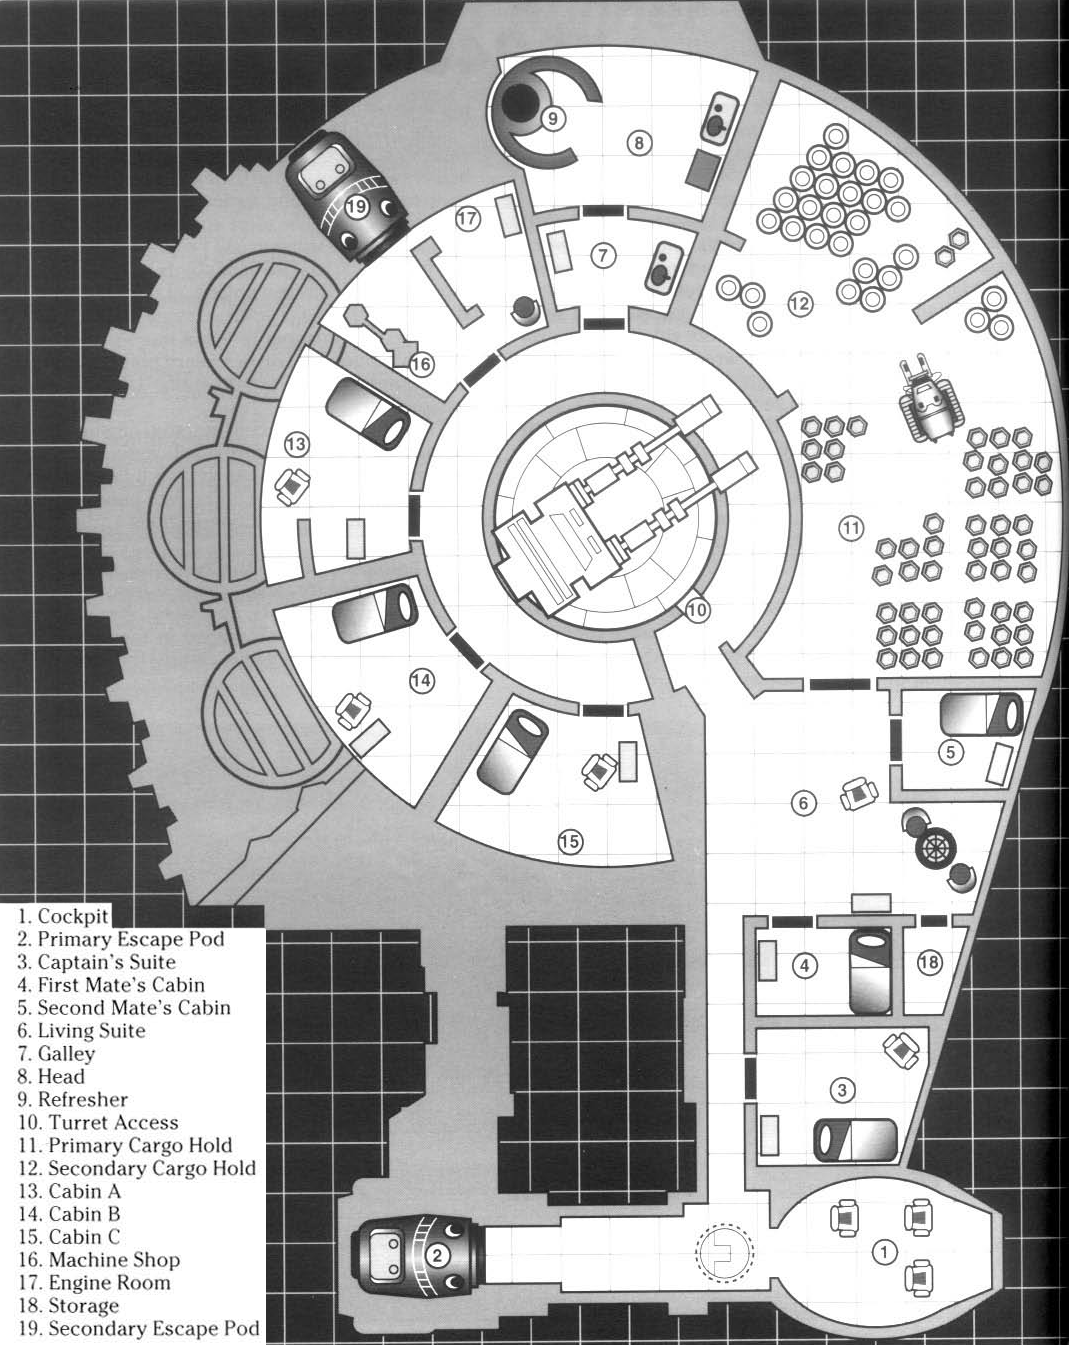 19
9
8
17
7
12
16
13
11
10
14
5
6
15
4
18
3
2
1
1. Cockpit
2. Primary Escape Pod
3. Captain's Suite
4. First Mate's Cabin
5. Second Mate's Cabin
6. Living Suite
7. Galley
8. Head
9. Refresher
10. Turret Access
11. Primary Cargo Hold
12. Secondary Cargo Hold
13. Cabin A
14. Cabin B
15. Cabin C
16. Machine Shop
17. Engine Room
18. Storage
19. Secondary Escape Pod